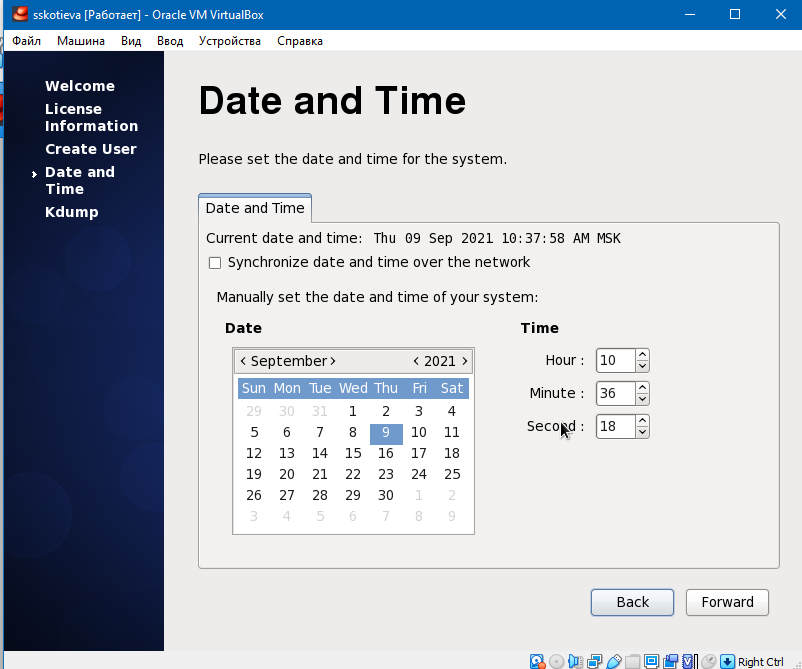 sskotieva [Работает] - Oracle VM VirtualBox
Файл Машина Вид Ввод Устройства Справка
Welcome
License
Information
Create User
Date and
Time
Kdump
Date and Time
Please set the date and time for the system.
Date and Time
Current date and time: Thu 09 Sep 2021 10:37:58 AM MSK
Synchronize date and time over the network
Manually set the date and time of your system:
Date
September 2021
Sun Mon Tue Wed Thu Fri Sat
29 30 31 1 2 3 4
5 6 7 8 9 10 11
12 13 14 15 16 17 18
19 20 21 22 23 24 25
26 27 28 29 30 1 2
3 4 5 6 7 8 9
Time
Hour : 10
Minute : 36
Second : 18
Back Forward
Right Ctrl